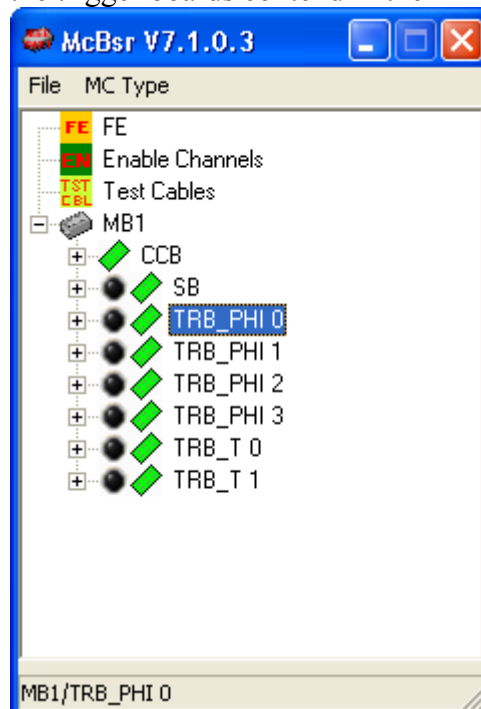 McBsr V7.1.0.3
File MC Type
FE FE
EN Enable Channels
TST CBL Test Cables
MB1
CCB
SB
TRB_PHI 0
TRB_PHI 1
TRB_PHI 2
TRB_PHI 3
TRB_T 0
TRB_T 1
MB1/TRB_PHI 0